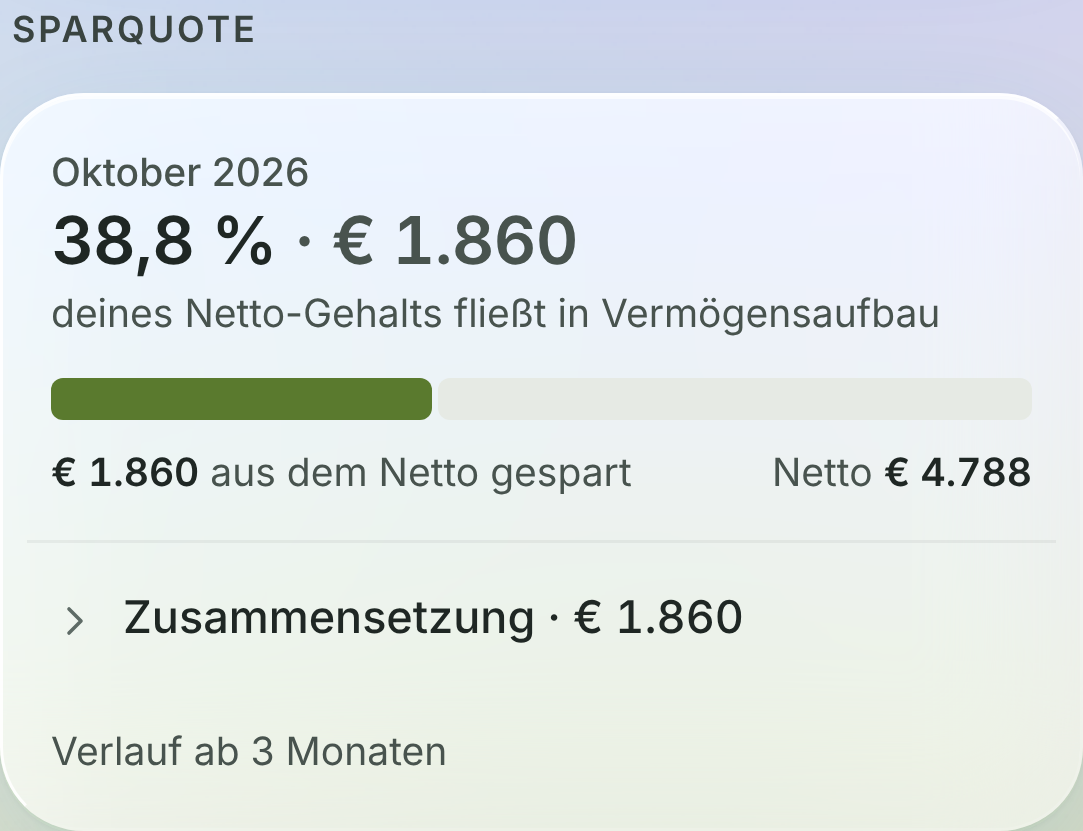 SPARQUOTE
Oktober 2026
38,8 % · € 1.860
deines Netto-Gehalts fließt in Vermögensaufbau
€ 1.860 aus dem Netto gespart Netto € 4.788
Zusammensetzung · € 1.860
Verlauf ab 3 Monaten